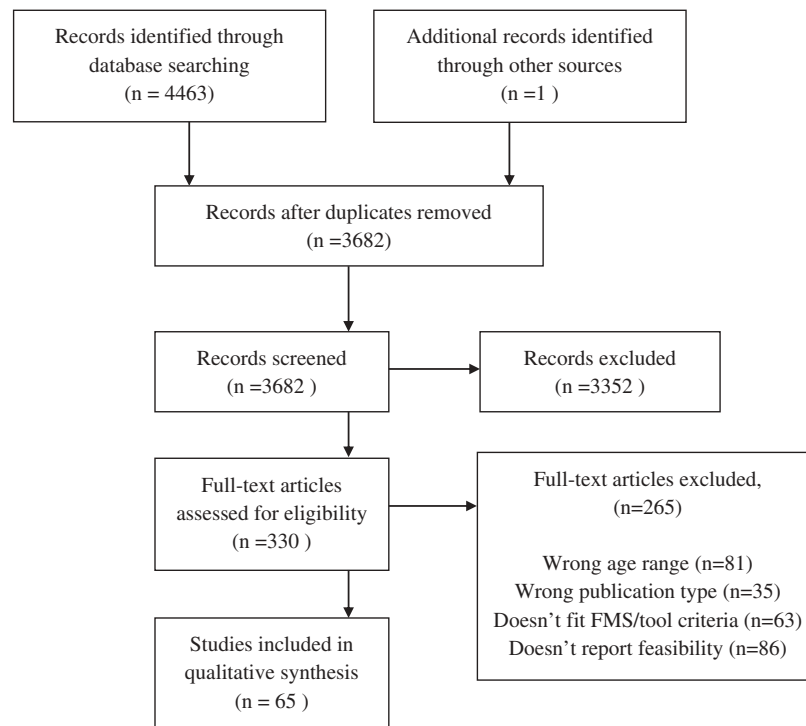 Records identified through
database searching
(n = 4463)
Additional records identified
through other sources
(n =1 )
Records after duplicates removed
(n =3682)
Records screened
(n =3682 )
Records excluded
(n =3352 )
Full-text articles
assessed for eligibility
(n =330 )
Full-text articles excluded,
(n=265)
Wrong age range (n=81)
Wrong publication type (n=35)
Doesn’t fit FMS/tool criteria (n=63)
Doesn’t report feasibility (n=86)
Studies included in
qualitative synthesis
(n = 65 )